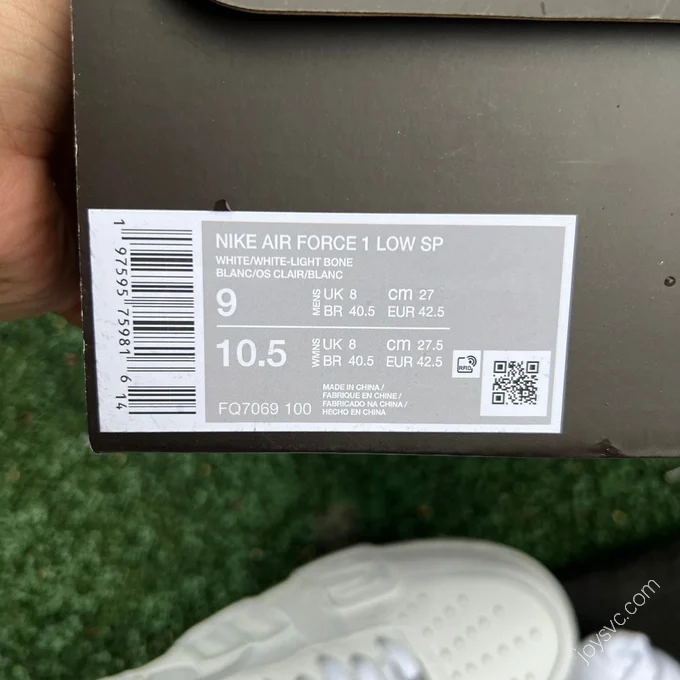 NIKE AIR FORCE 1 LOW SP
WHITE/WHITE-LIGHT BONE
BLANC/OS CLAIR/BLANC
9 MENS UK 8 cm 27
BR 40.5 EUR 42.5
10.5 WMNS UK 8 cm 27.5
BR 40.5 EUR 42.5
RFID
FQ7069 100
MADE IN CHINA /
FABRIQUE EN CHINE /
FABRICADO NA CHINA /
HECHO EN CHINA
1 97595 75981 6 14
joysvc.com